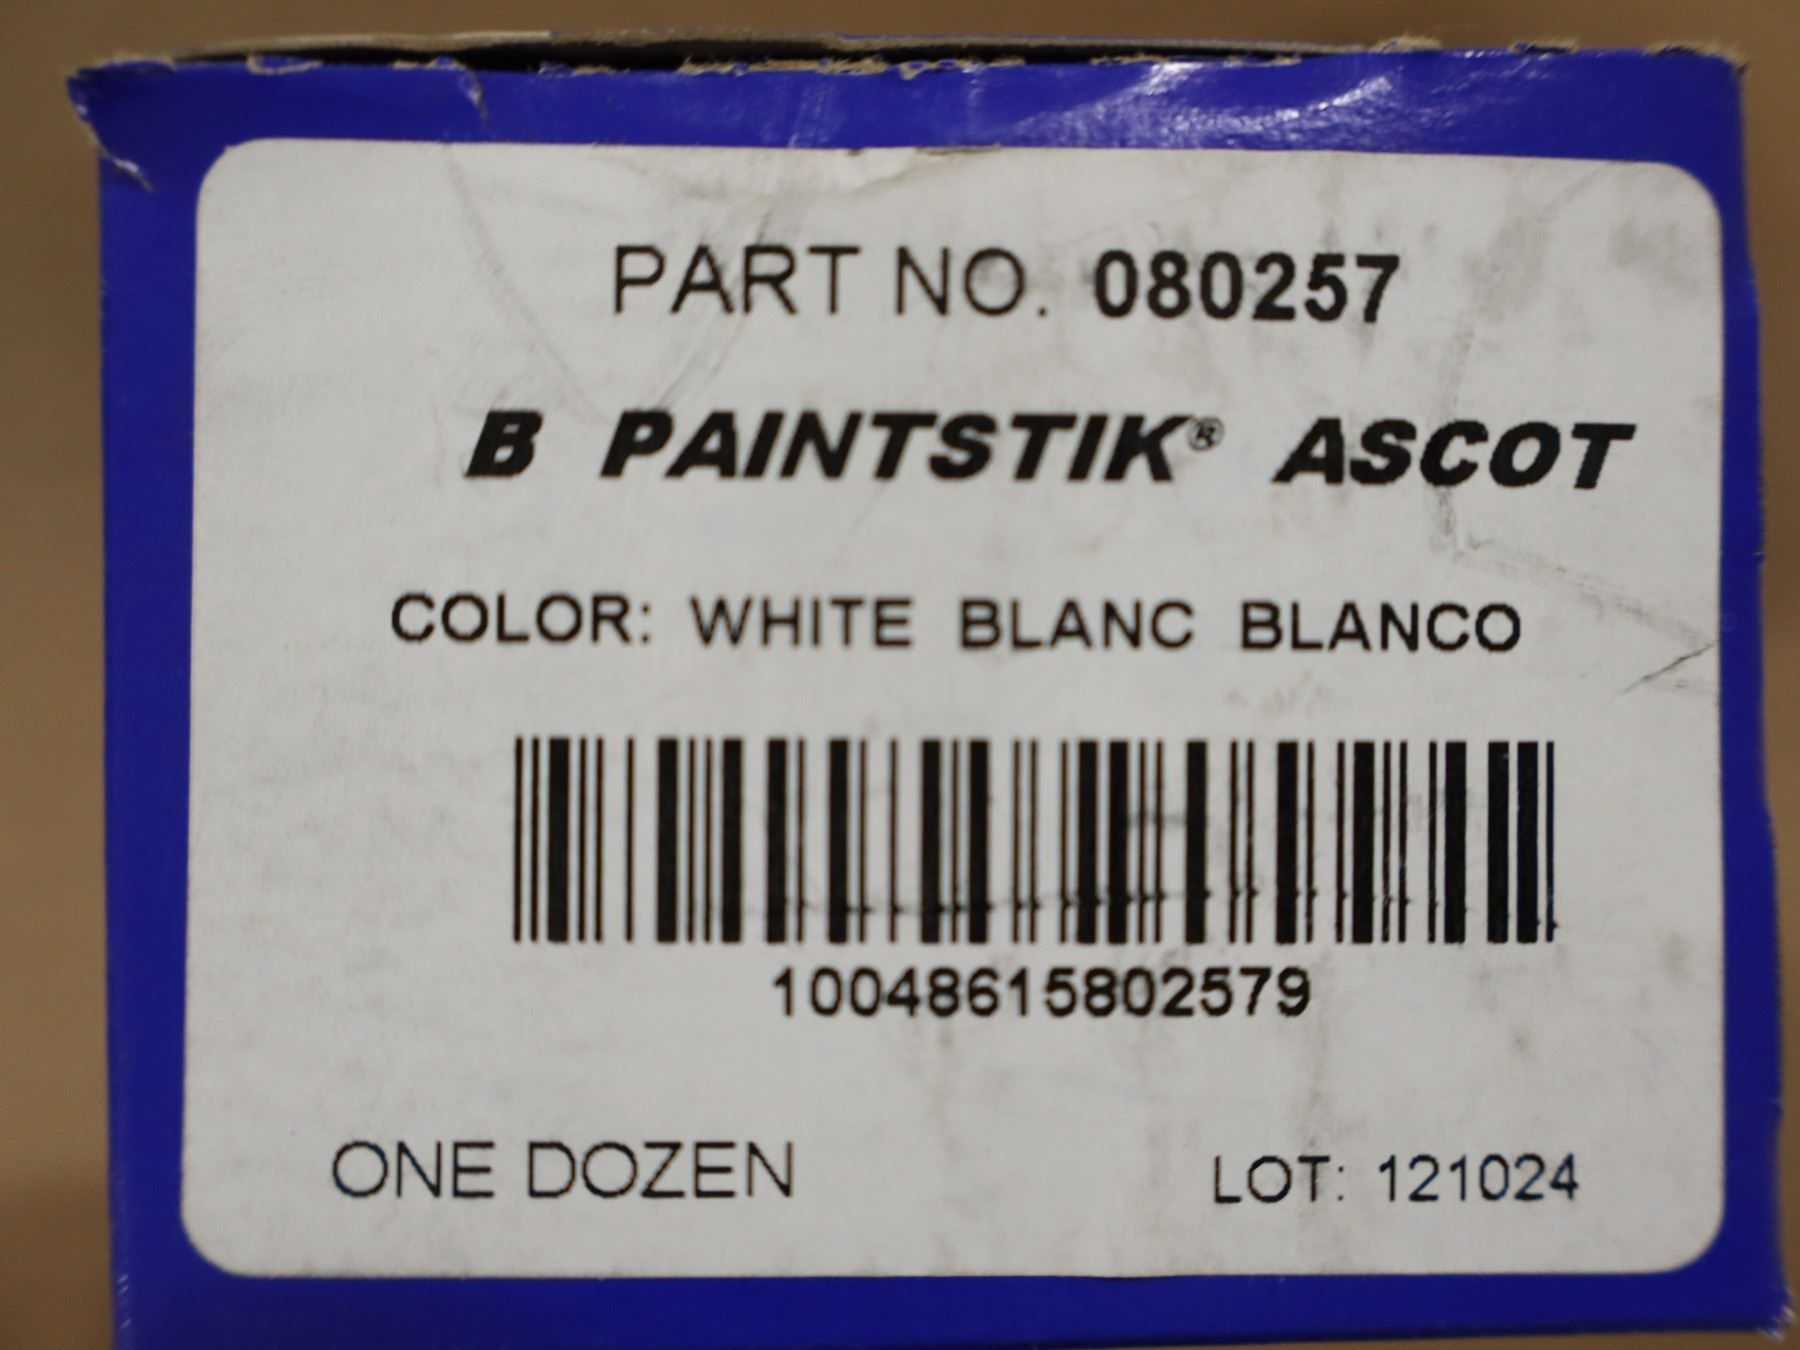 PART NO. 080257
B PAINTSTIK® ASCOT
COLOR: WHITE BLANC BLANCO
10048615802579
ONE DOZEN LOT: 121024